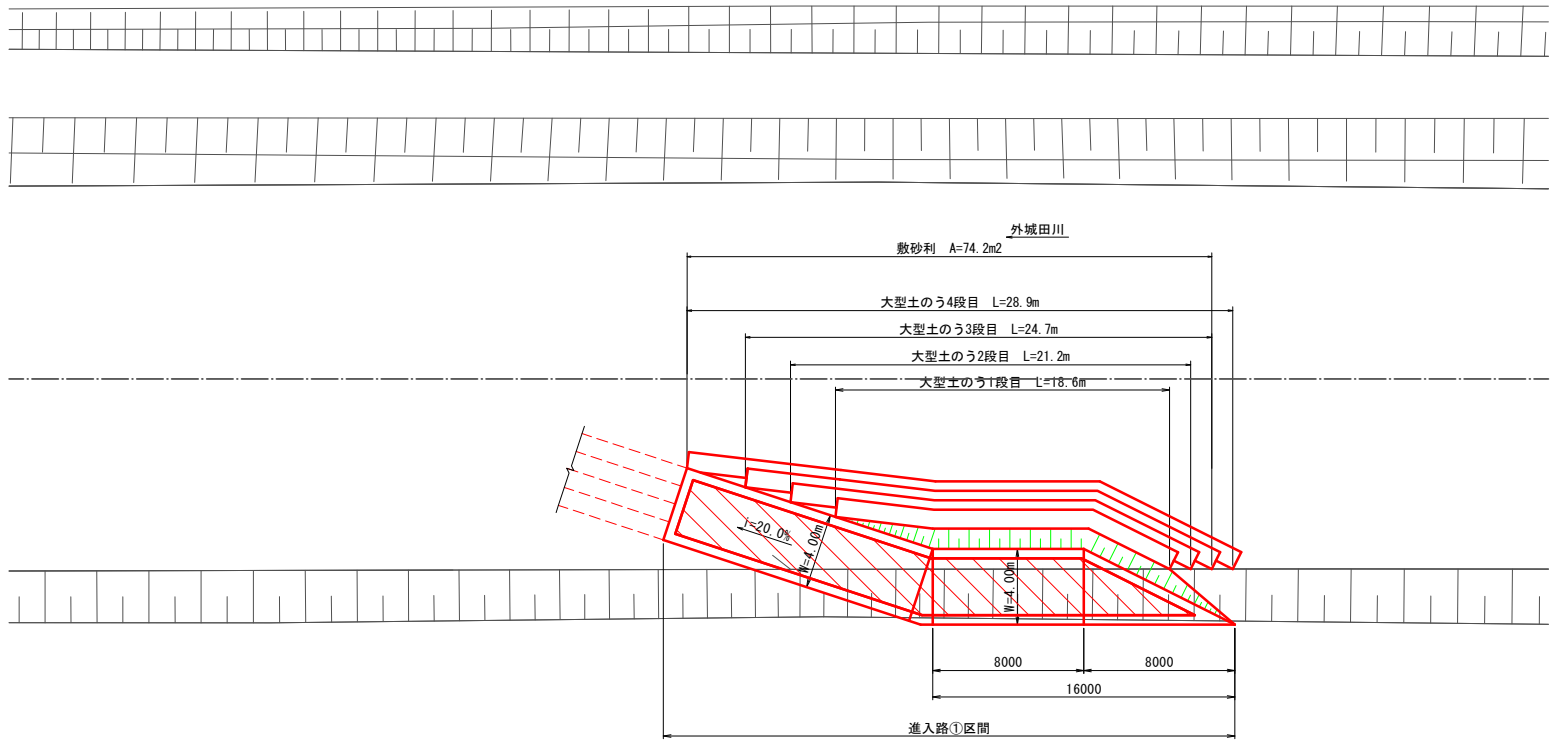 外城田川
敷砂利 A=74.2m2
大型土のう4段目 L=28.9m
大型土のう3段目 L=24.7m
大型土のう2段目 L=21.2m
大型土のう1段目 L=18.6m
i=20.0%
W=4.00m
W=4.00m
8000
8000
16000
進入路①区間